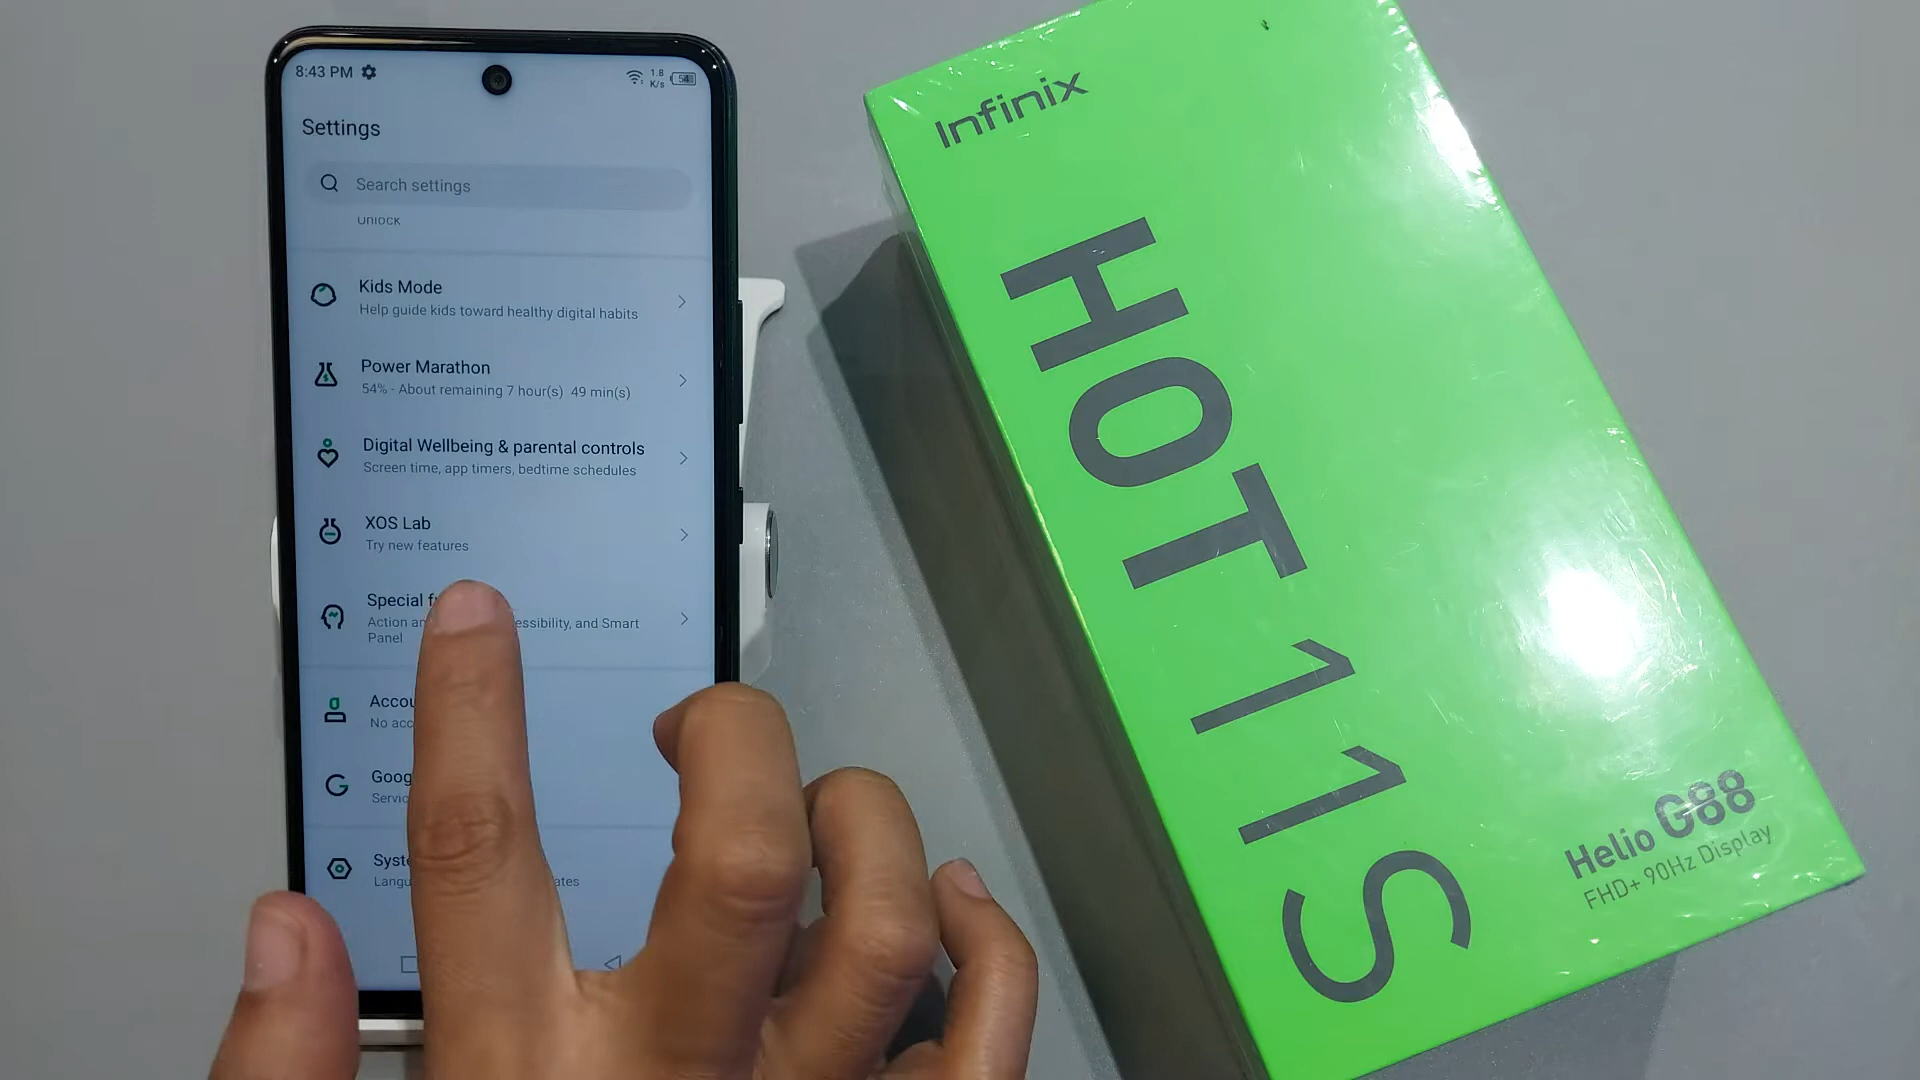 8:43 PM
1.8
K/s
54
Settings
Search settings
unlock
Kids Mode
Help guide kids toward healthy digital habits
Power Marathon
54% - About remaining 7 hour(s) 49 min(s)
Digital Wellbeing & parental controls
Screen time, app timers, bedtime schedules
XOS Lab
Try new features
Special
Action essibility, and Smart
Panel
Accou
No acc
Goog
Servic
Syste
Langu ates
Infinix
HOT 11S
Helio G88
FHD+ 90Hz Display